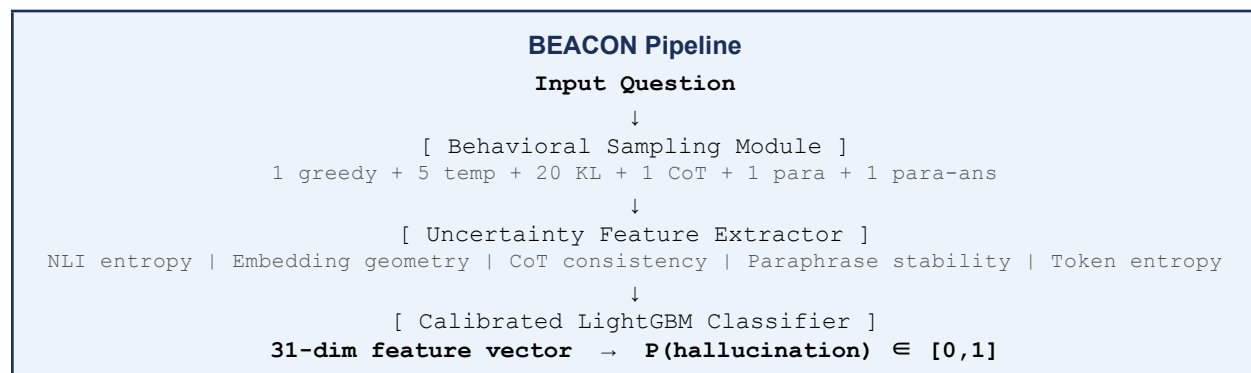 BEACON Pipeline
Input Question
↓
[ Behavioral Sampling Module ]
1 greedy + 5 temp + 20 KL + 1 CoT + 1 para + 1 para-ans
↓
[ Uncertainty Feature Extractor ]
NLI entropy | Embedding geometry | CoT consistency | Paraphrase stability | Token entropy
↓
[ Calibrated LightGBM Classifier ]
31-dim feature vector → P(hallucination) ∈ [0,1]